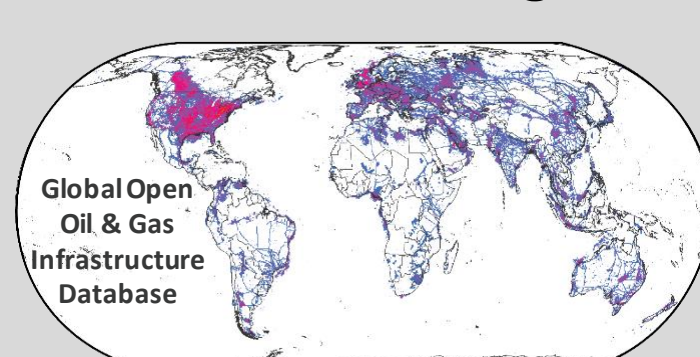 Global Open
Oil & Gas
Infrastructure
Database